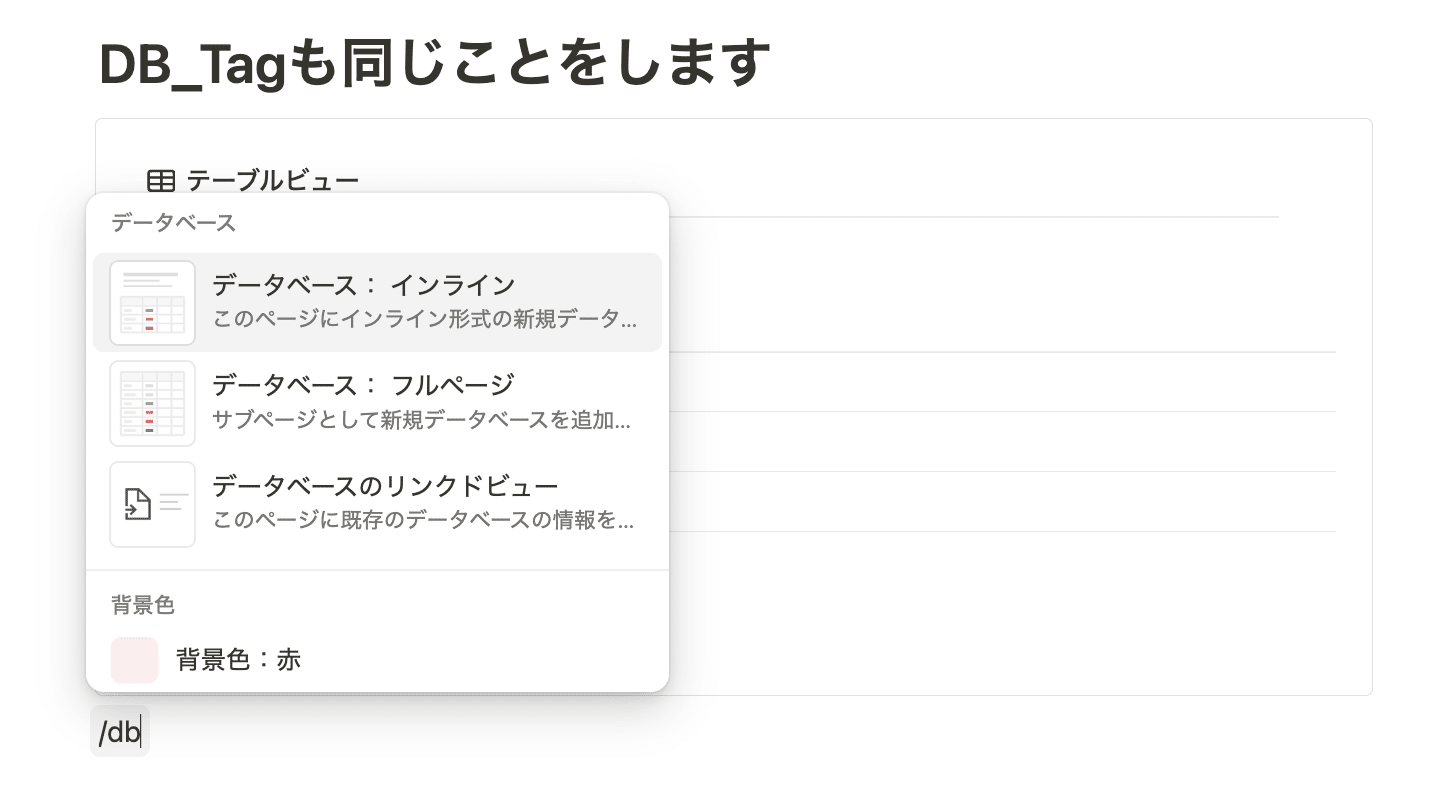 DB_Tagも同じことをします
テーブルビュー
データベース
データベース： インライン
このページにインライン形式の新規データ...
データベース： フルページ
サブページとして新規データベースを追加...
データベースのリンクドビュー
このページに既存のデータベースの情報を...
背景色
背景色：赤
/db